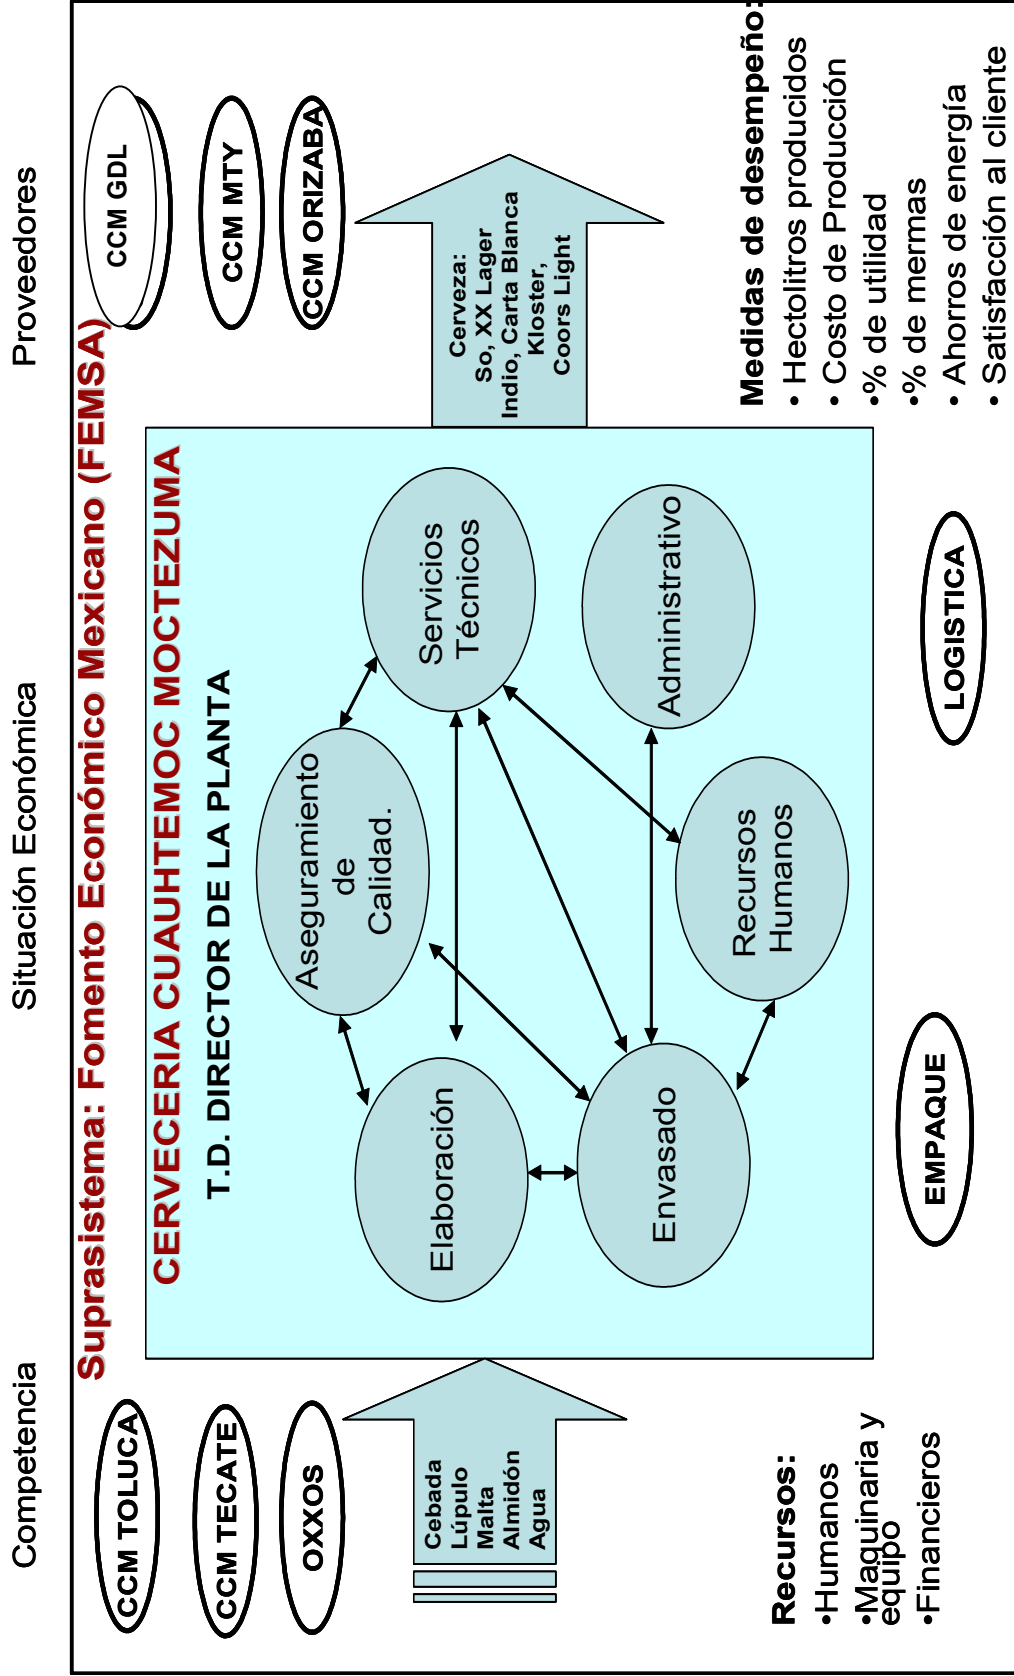 Competencia
Situación Económica
Proveedores
Suprasistema: Fomento Económico Mexicano (FEMSA)
CCM TOLUCA
CCM TECATE
OXXOS
CCM GDL
CCM MTY
CCM ORIZABA
CERVECERIA CUAUHTEMOC MOCTEZUMA
T.D. DIRECTOR DE LA PLANTA
Cebada
Lúpulo
Malta
Almidón
Agua
Aseguramiento
de
Calidad.
Elaboración
Servicios
Técnicos
Envasado
Administrativo
Recursos
Humanos
Cerveza:
So, XX Lager
Indio, Carta Blanca
Kloster,
Coors Light
Recursos:
•Humanos
•Maquinaria y
equipo
•Financieros
EMPAQUE
LOGISTICA
Medidas de desempeño:
• Hectolitros producidos
• Costo de Producción
•% de utilidad
•% de mermas
• Ahorros de energía
• Satisfacción al cliente